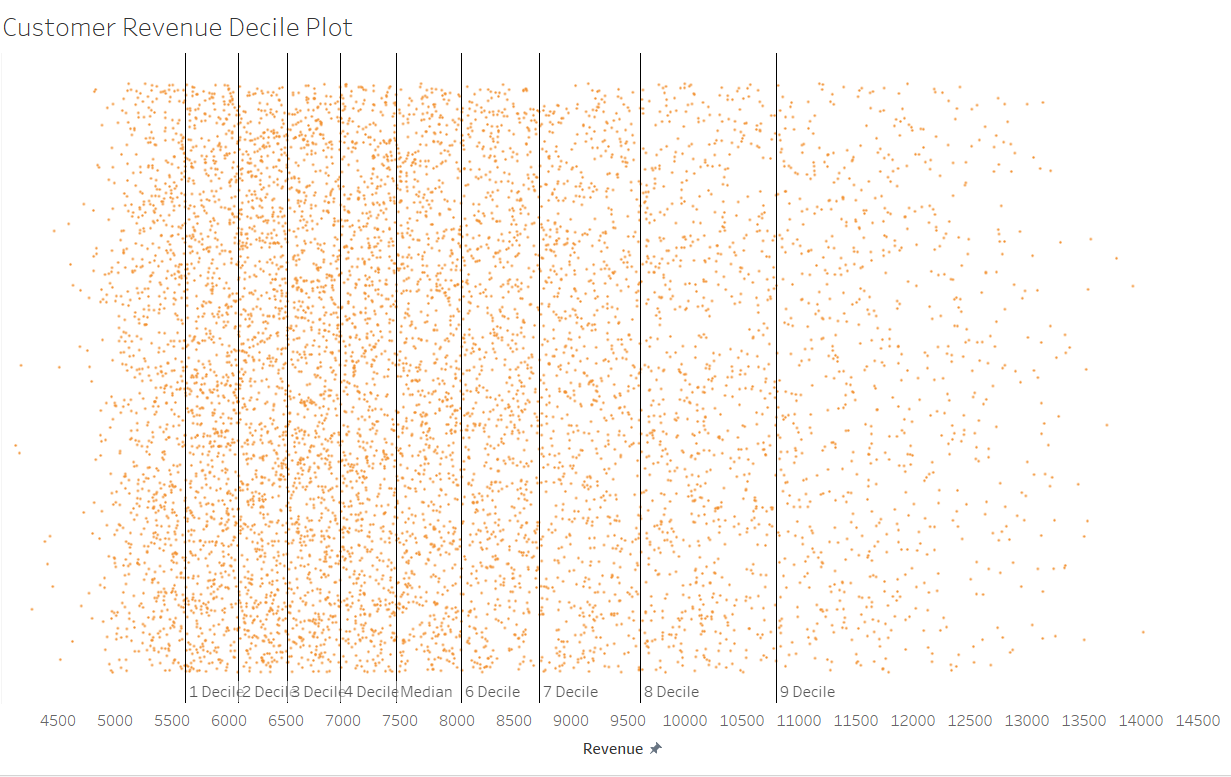 Customer Revenue Decile Plot
1 Decile 2 Decile 3 Decile 4 Decile Median 6 Decile 7 Decile 8 Decile 9 Decile
4500 5000 5500 6000 6500 7000 7500 8000 8500 9000 9500 10000 10500 11000 11500 12000 12500 13000 13500 14000 14500
Revenue